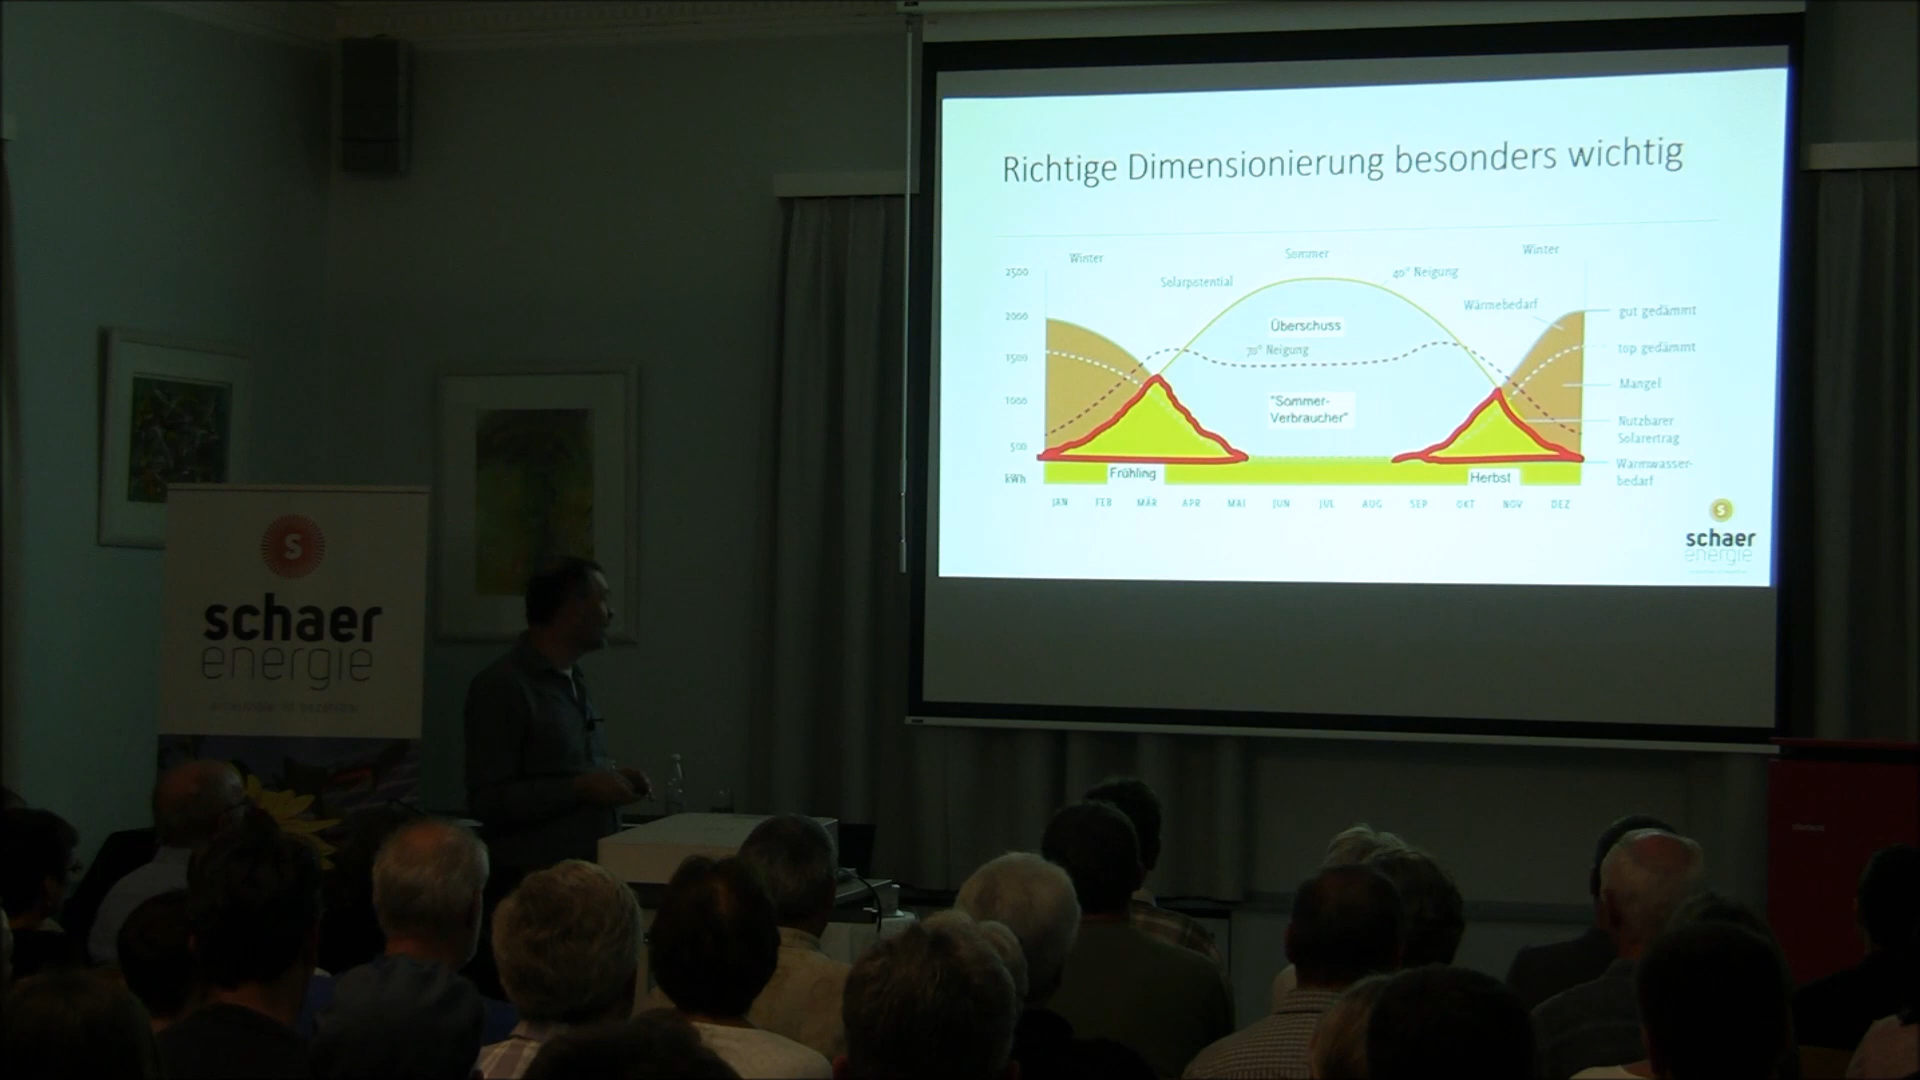 Richtige Dimensionierung besonders wichtig
Winter
Sommer
Winter
Solarpotential
40° Neigung
Wärmebedarf
gut gedämmt
top gedämmt
Mangel
Nutzbarer
Solarertrag
Warmwasser-
bedarf
Überschuss
70° Neigung
"Sommer-
Verbraucher"
2500
2000
1500
1000
500
kWh
Frühling
Herbst
JAN FEB MÄR APR MAI JUN JUL AUG SEP OKT NOV DEZ
S
schaer
energie
S
schaer
energie